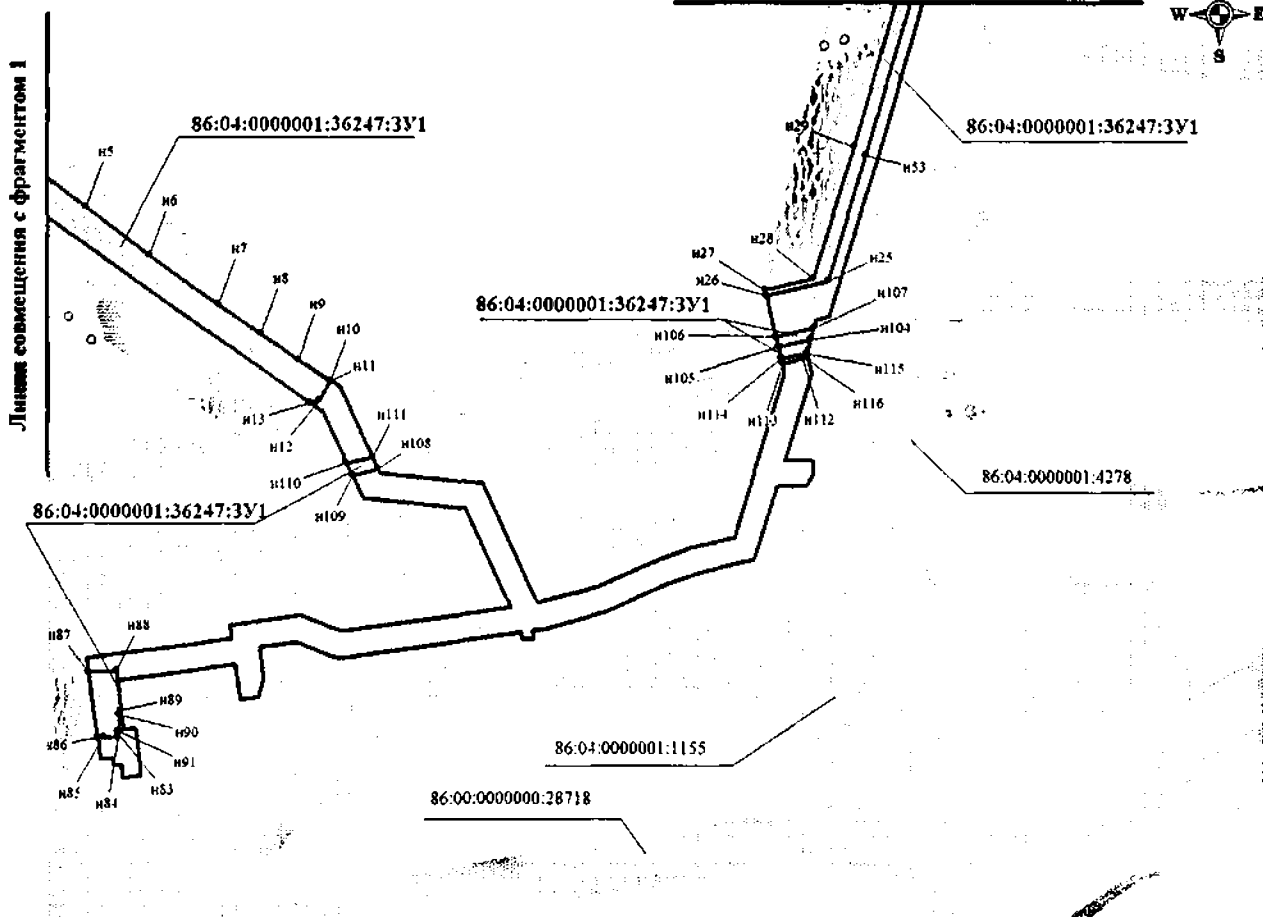 W E
S
Линия совмещения с фрагментом 1
86:04:0000001:36247:ЗУ1
86:04:0000001:36247:ЗУ1
н29
н53
н5
н6
н7
н8
н9
н10
н11
н28
н27
н26
н25
н107
86:04:0000001:36247:ЗУ1
н106
н104
н105
н115
н114
н113
н112
н116
н13
н12
н111
н108
н110
н109
86:04:0000001:4278
86:04:0000001:36247:ЗУ1
н87
н88
н89
н90
н86
н91
н85
н84
н83
86:04:0000001:1155
86:00:0000000:28718